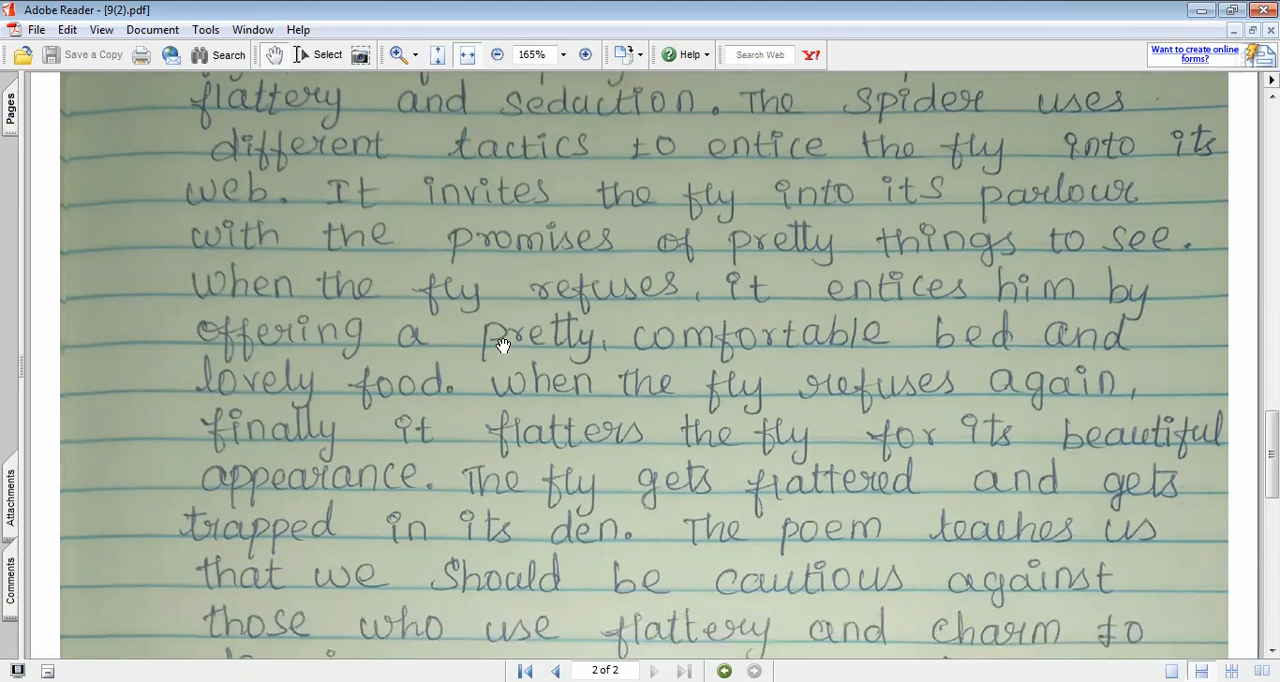 Adobe Reader - [9(2).pdf]
File Edit View Document Tools Window Help
Save a Copy Search Select 165% Help Search Web Y!
Want to create online forms?
Pages
Attachments
Comments
flattery and seduction. The spider uses
different tactics to entice the fly into its
web. It invites the fly into its parlour
with the promises of pretty things to see.
When the fly refuses, it entices him by
offering a pretty, comfortable bed and
lovely food. When the fly refuses again,
finally it flatters the fly for its beautiful
appearance. The fly gets flattered and gets
trapped in its den. The poem teaches us
that we should be cautious against
those who use flattery and charm to
2 of 2